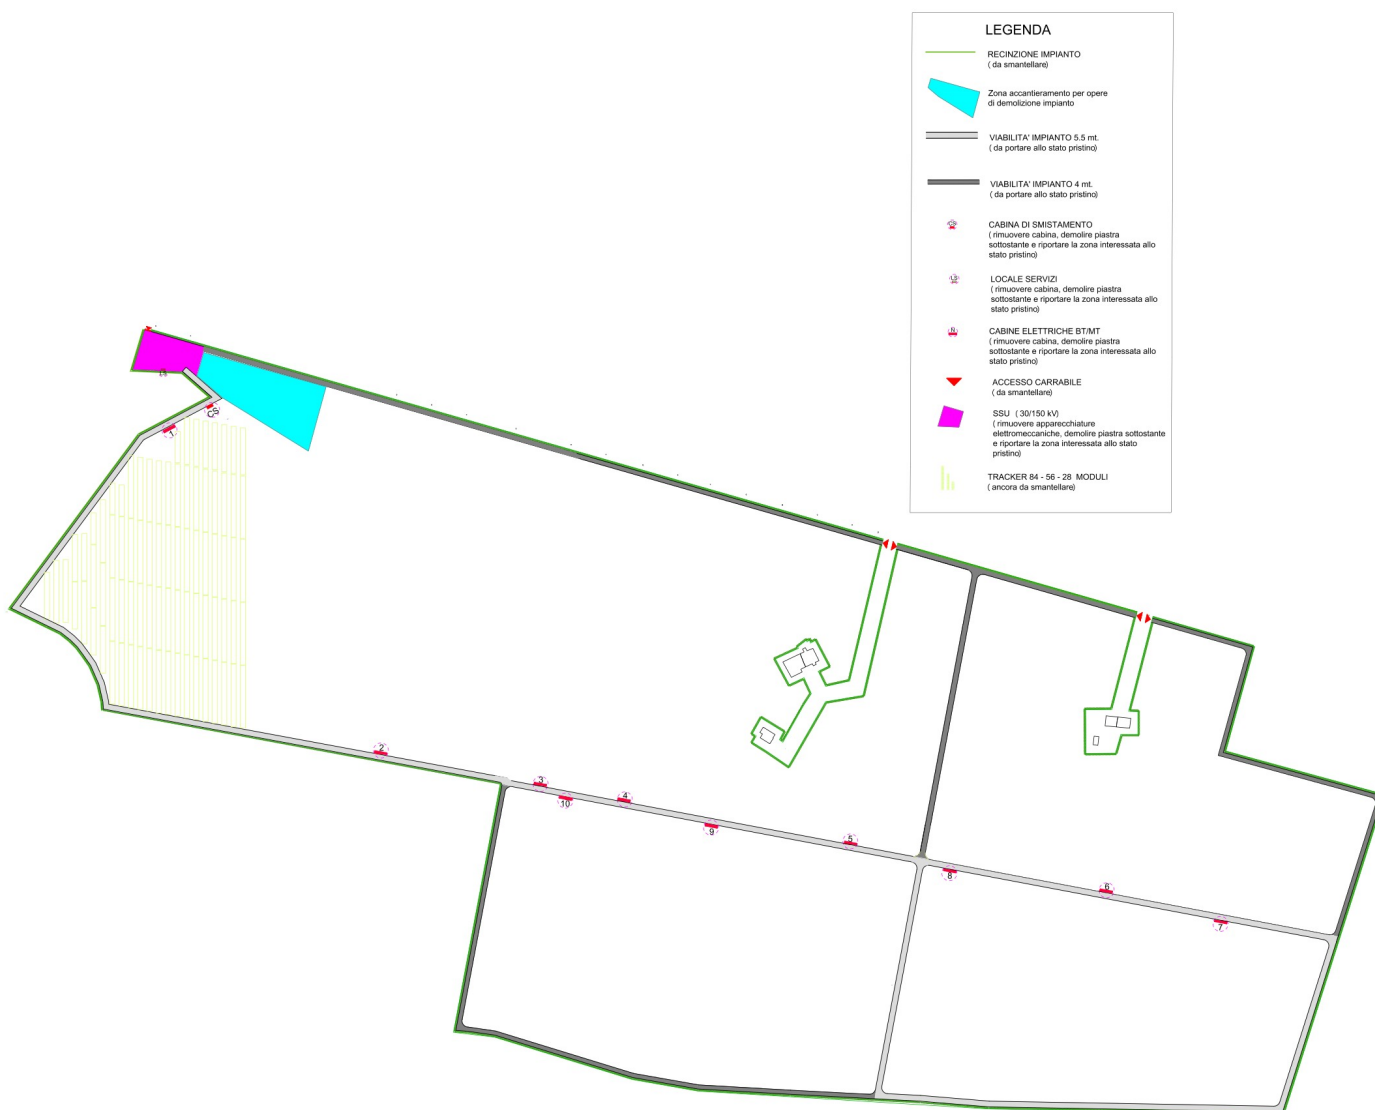 LEGENDA
RECINZIONE IMPIANTO
( da smantellare)
Zona accantieramento per opere
di demolizione impianto
VIABILITA' IMPIANTO 5.5 mt.
( da portare allo stato pristino)
VIABILITA' IMPIANTO 4 mt.
( da portare allo stato pristino)
CS
CABINA DI SMISTAMENTO
( rimuovere cabina, demolire piastra
sottostante e riportare la zona interessata allo
stato pristino)
LS
LOCALE SERVIZI
( rimuovere cabina, demolire piastra
sottostante e riportare la zona interessata allo
stato pristino)
N
CABINE ELETTRICHE BT/MT
( rimuovere cabina, demolire piastra
sottostante e riportare la zona interessata allo
stato pristino)
ACCESSO CARRABILE
( da smantellare)
SSU ( 30/150 kV)
( rimuovere apparecchiature
elettromeccaniche, demolire piastra sottostante
e riportare la zona interessata allo stato
pristino)
TRACKER 84 - 56 - 28 MODULI
( ancora da smantellare)
CS
1
2
3
10
4
9
5
8
6
7